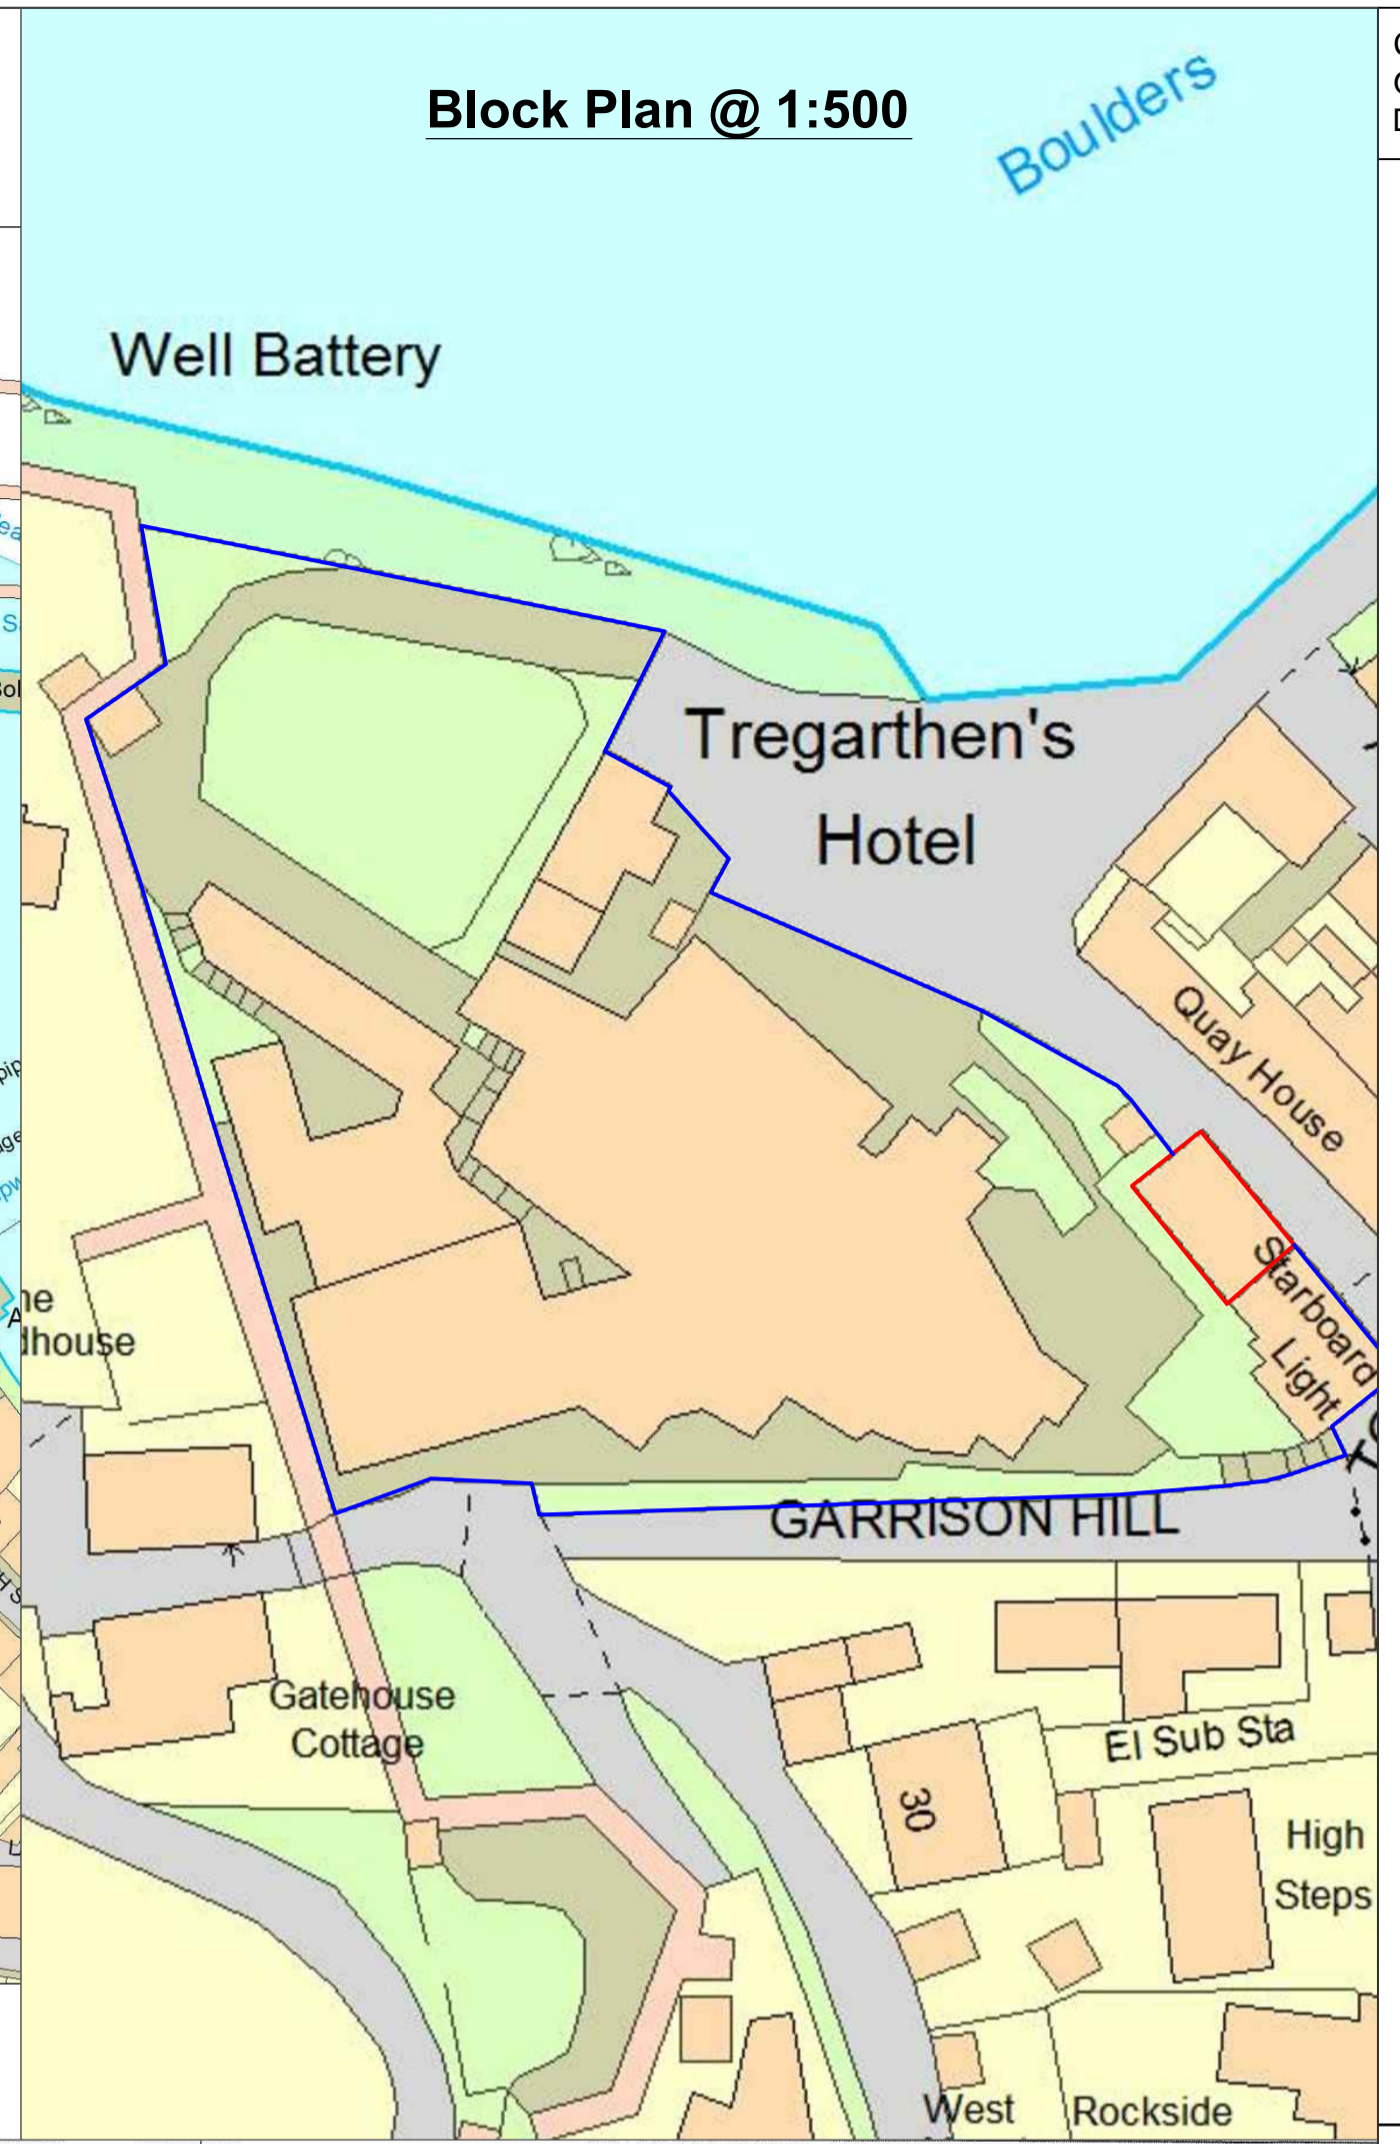 Block Plan @ 1:500
Boulders
Well Battery
Tregarthen's
Hotel
Quay House
Starboard
Light
GARRISON HILL
Gatehouse
Cottage
El Sub Sta
30
High
Steps
West
Rockside